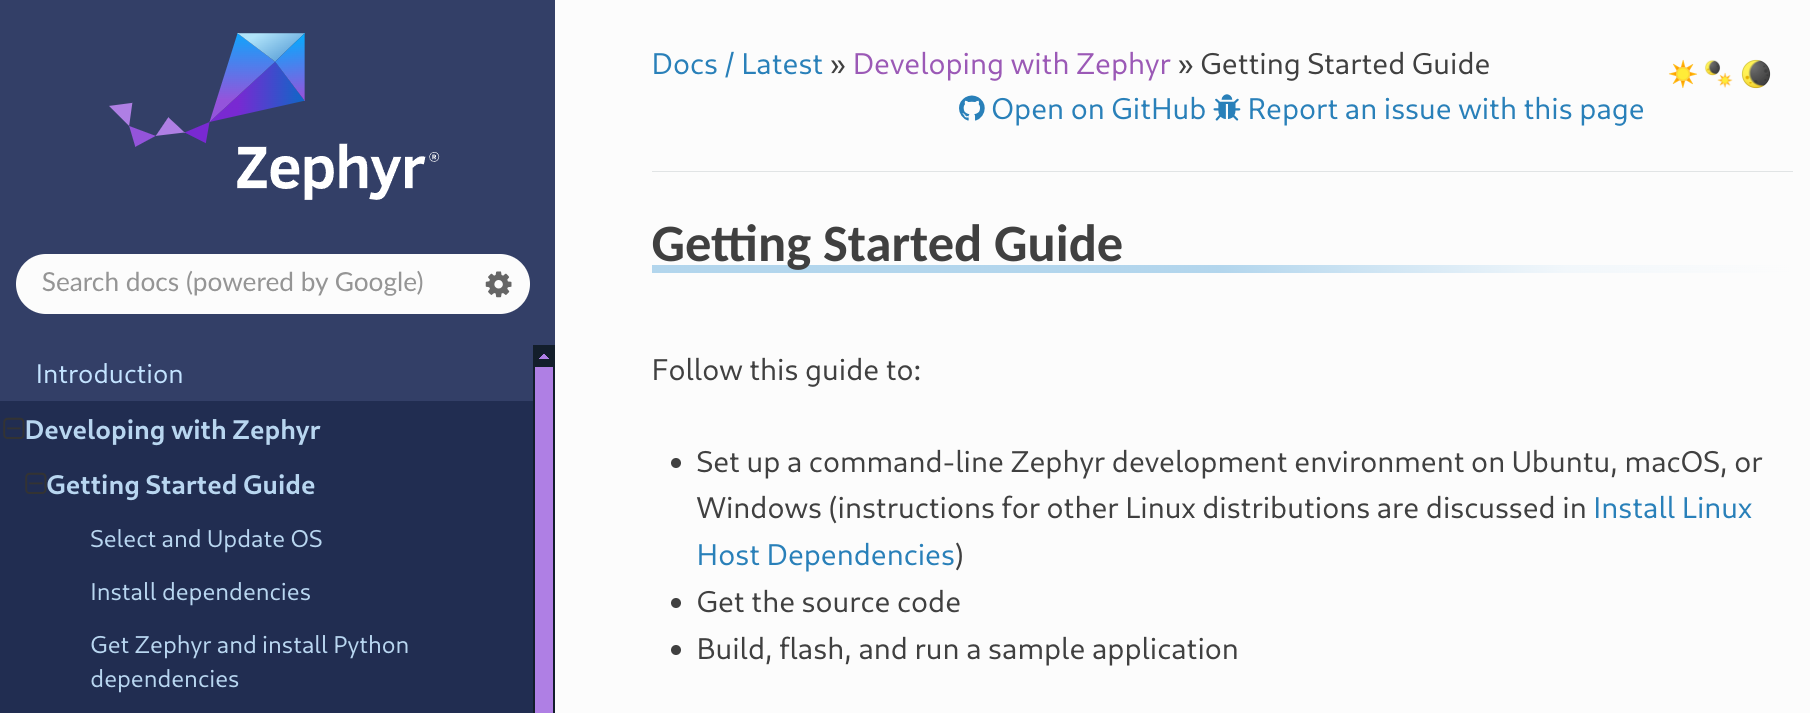 Zephyr®
Search docs (powered by Google)
Introduction
Developing with Zephyr
Getting Started Guide
Select and Update OS
Install dependencies
Get Zephyr and install Python
dependencies
Docs / Latest » Developing with Zephyr » Getting Started Guide
Open on GitHub Report an issue with this page
Getting Started Guide
Follow this guide to:
• Set up a command-line Zephyr development environment on Ubuntu, macOS, or
Windows (instructions for other Linux distributions are discussed in Install Linux
Host Dependencies)
• Get the source code
• Build, flash, and run a sample application